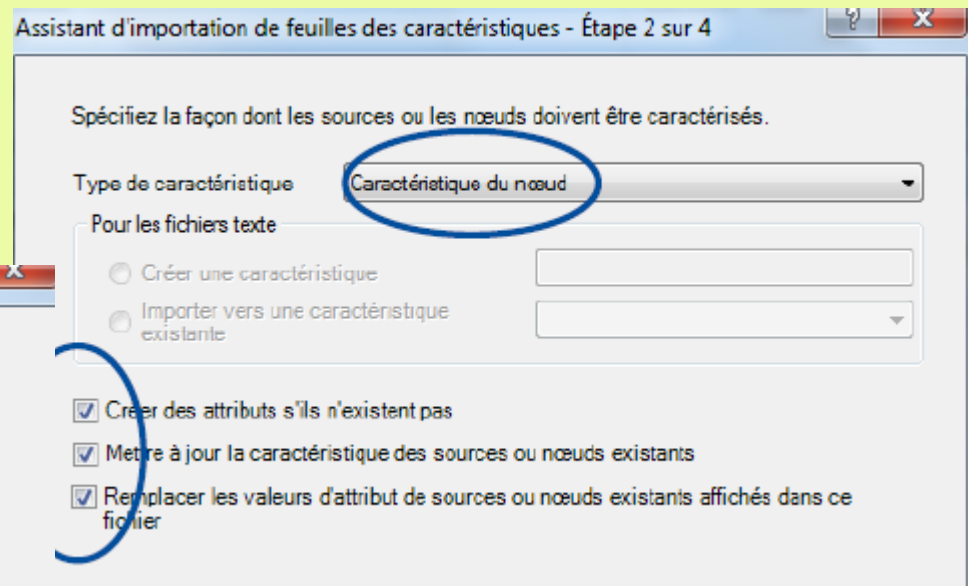 Assistant d'importation de feuilles des caractéristiques - Étape 2 sur 4
Spécifiez la façon dont les sources ou les nœuds doivent être caractérisés.
Type de caractéristique Caractéristique du nœud
Pour les fichiers texte
Créer une caractéristique
Importer vers une caractéristique
existante
Créer des attributs s'ils n'existent pas
Mettre à jour la caractéristique des sources ou nœuds existants
Remplacer les valeurs d'attribut de sources ou nœuds existants affichés dans ce
fichier